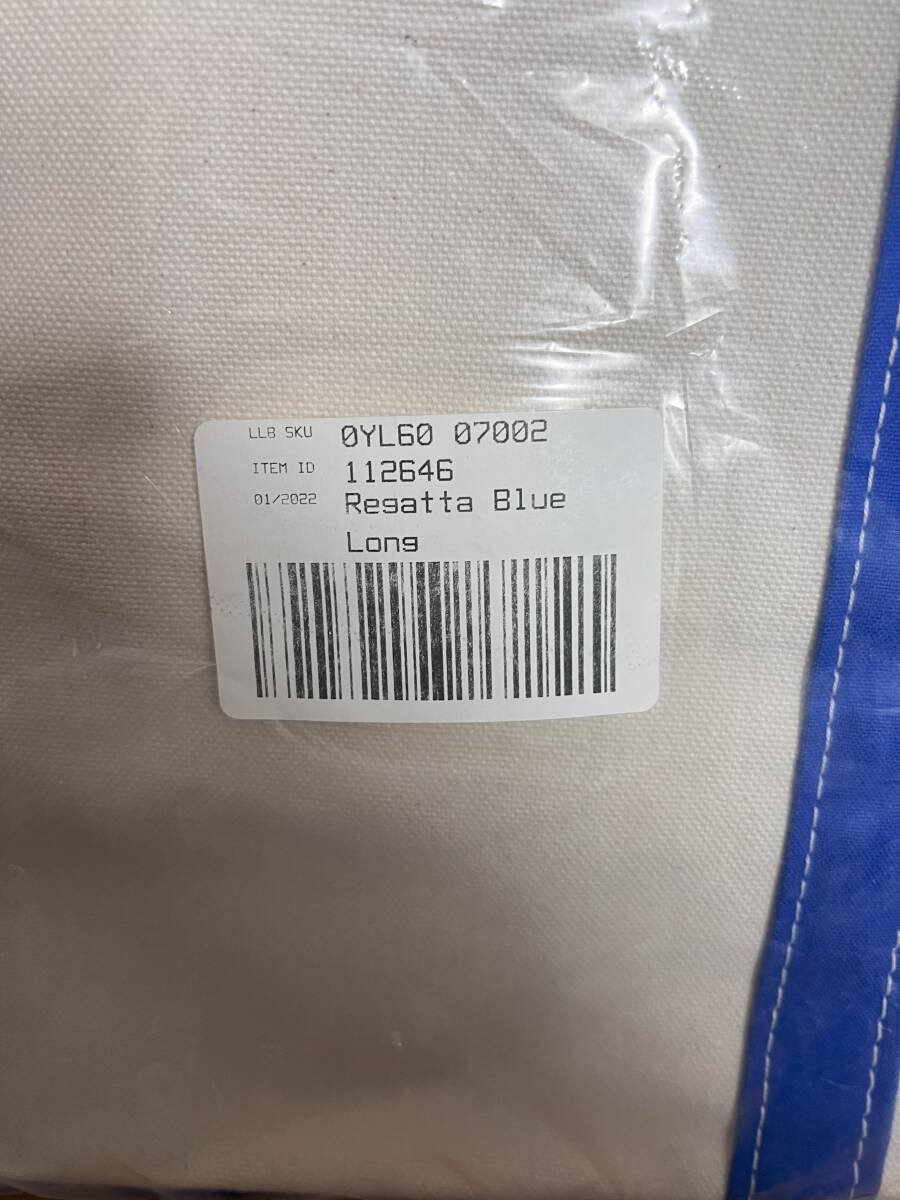 LLB SKU 0YL60 07002
ITEM ID 112646
01/2022 Regatta Blue
Long